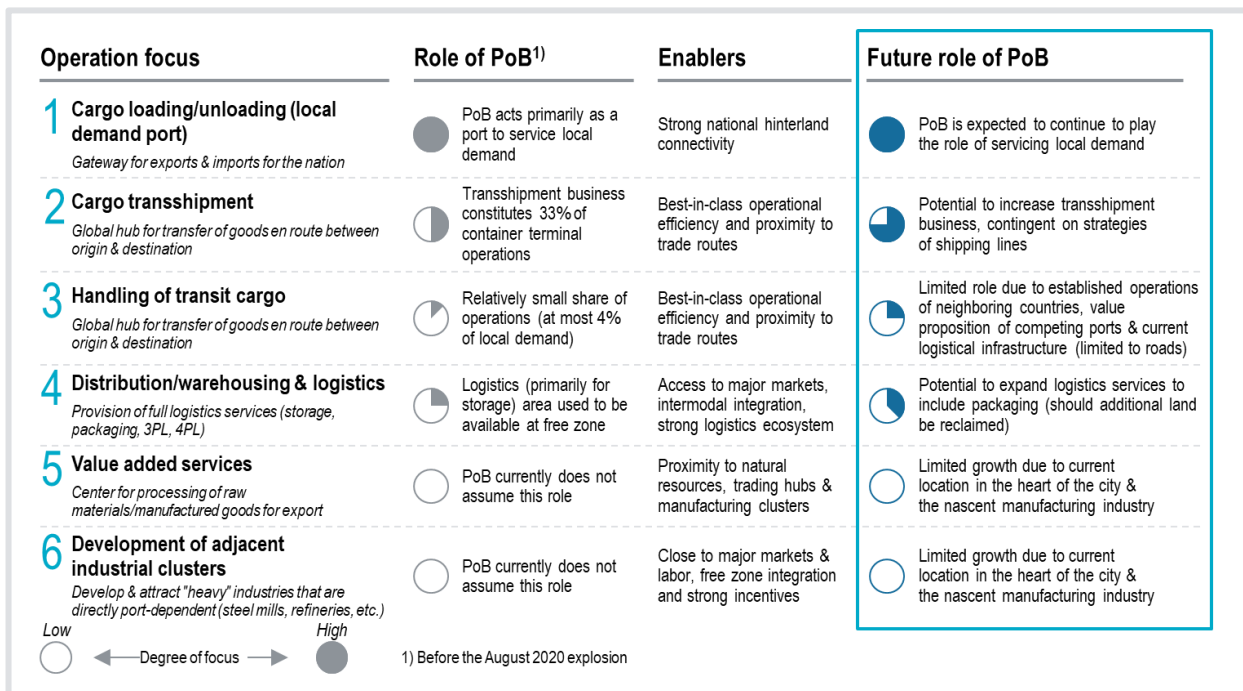 Operation focus
Role of PoB1)
Enablers
Future role of PoB
1
Cargo loading/unloading (local
demand port)
Gateway for exports & imports for the nation
PoB acts primarily as a
port to service local
demand
Strong national hinterland
connectivity
PoB is expected to continue to play
the role of servicing local demand
2
Cargo transshipment
Global hub for transfer of goods en route between
origin & destination
Transshipment business
constitutes 33% of
container terminal
operations
Best-in-class operational
efficiency and proximity to
trade routes
Potential to increase transshipment
business, contingent on strategies
of shipping lines
3
Handling of transit cargo
Global hub for transfer of goods en route between
origin & destination
Relatively small share of
operations (at most 4%
of local demand)
Best-in-class operational
efficiency and proximity to
trade routes
Limited role due to established operations
of neighboring countries, value
proposition of competing ports & current
logistical infrastructure (limited to roads)
4
Distribution/warehousing & logistics
Provision of full logistics services (storage,
packaging, 3PL, 4PL)
Logistics (primarily for
storage) area used to be
available at free zone
Access to major markets,
intermodal integration,
strong logistics ecosystem
Potential to expand logistics services to
include packaging (should additional land
be reclaimed)
5
Value added services
Center for processing of raw
materials/manufactured goods for export
PoB currently does not
assume this role
Proximity to natural
resources, trading hubs &
manufacturing clusters
Limited growth due to current
location in the heart of the city &
the nascent manufacturing industry
6
Development of adjacent
industrial clusters
Develop & attract "heavy" industries that are
directly port-dependent (steel mills, refineries, etc.)
PoB currently does not
assume this role
Close to major markets &
labor, free zone integration
and strong incentives
Limited growth due to current
location in the heart of the city &
the nascent manufacturing industry
Low
High
Degree of focus
1) Before the August 2020 explosion